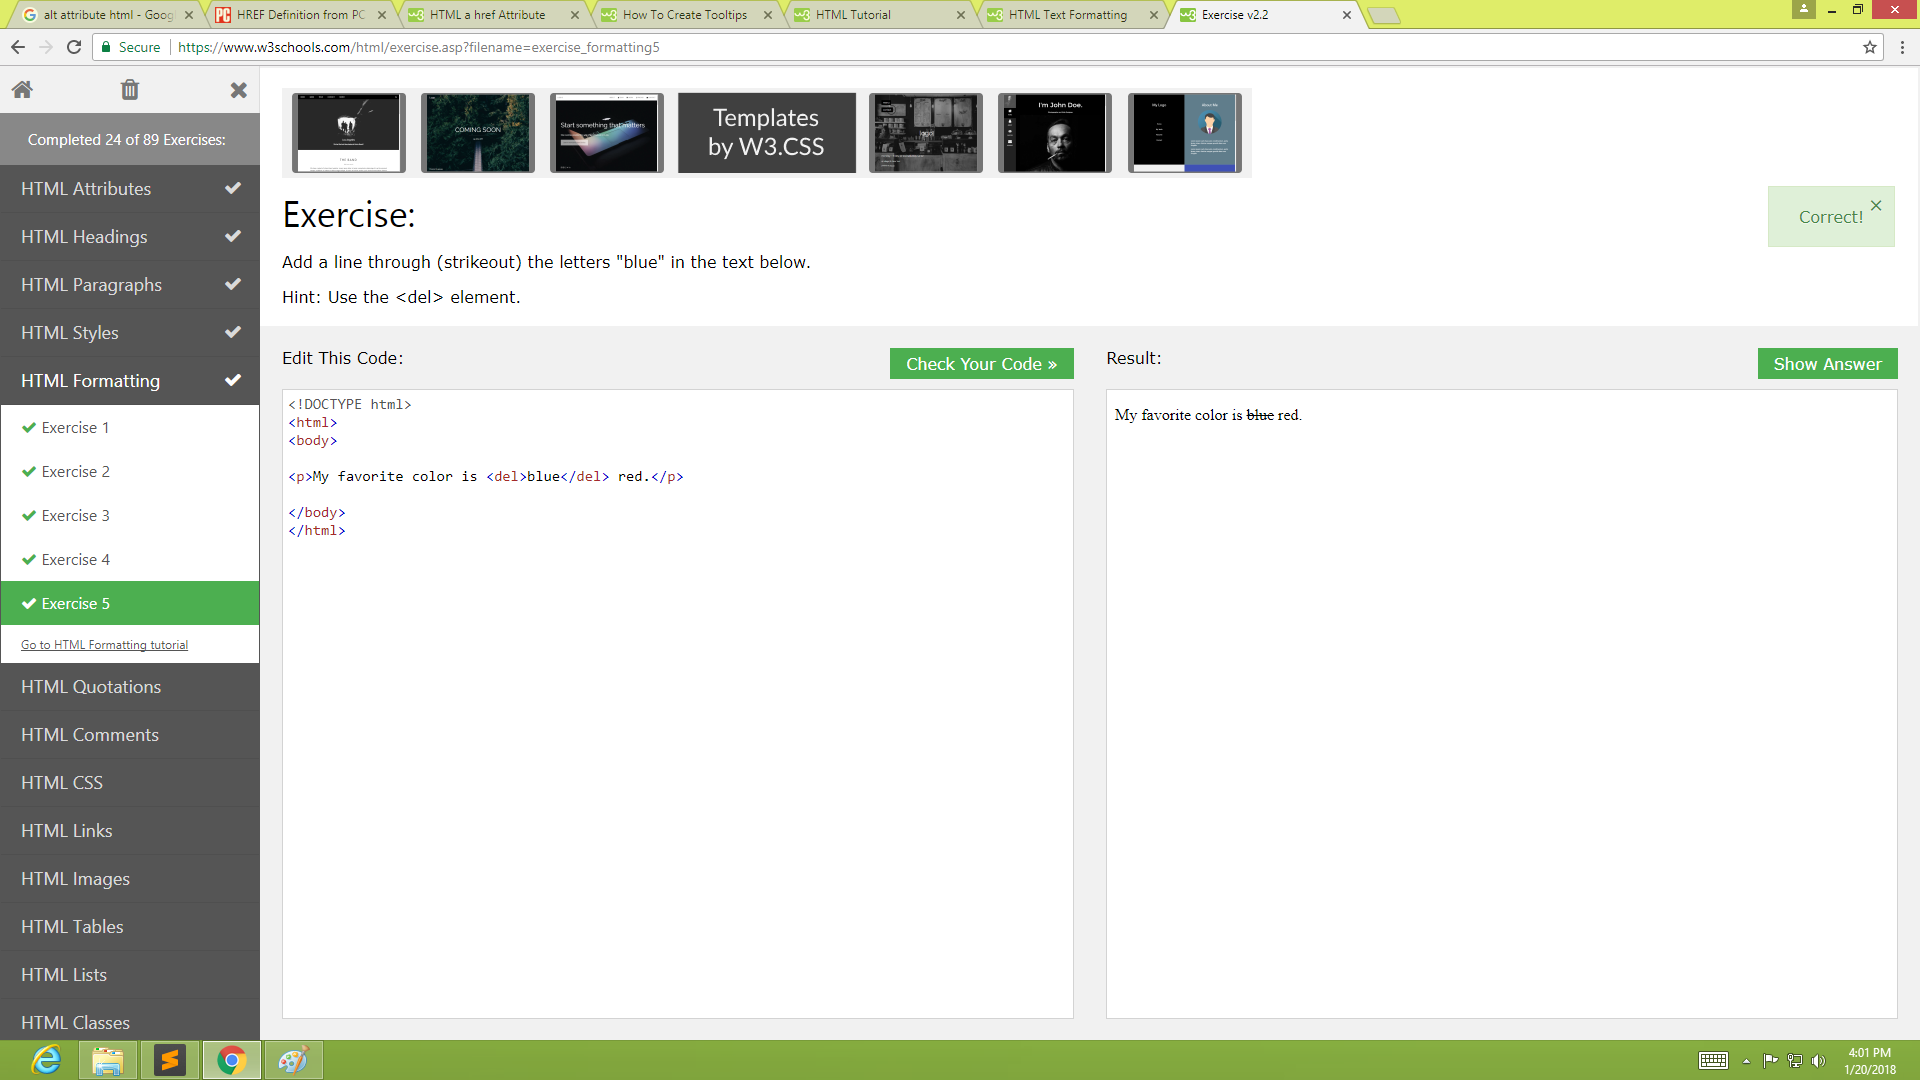 alt attribute html - Goog
HREF Definition from PC
HTML a href Attribute
How To Create Tooltips
HTML Tutorial
HTML Text Formatting
Exercise v2.2
Secure
https://www.w3schools.com/html/exercise.asp?filename=exercise_formatting5
Completed 24 of 89 Exercises:
HTML Attributes
HTML Headings
HTML Paragraphs
HTML Styles
HTML Formatting
Exercise 1
Exercise 2
Exercise 3
Exercise 4
Exercise 5
Go to HTML Formatting tutorial
HTML Quotations
HTML Comments
HTML CSS
HTML Links
HTML Images
HTML Tables
HTML Lists
HTML Classes
COMING SOON
Start something that matters
Templates
by W3.CSS
I'm John Doe.
My Logo
About Me
Exercise:
Correct!
Add a line through (strikeout) the letters "blue" in the text below.
Hint: Use the <del> element.
Edit This Code:
Check Your Code »
<!DOCTYPE html>
<html>
<body>
<p>My favorite color is <del>blue</del> red.</p>
</body>
</html>
Result:
Show Answer
My favorite color is blue red.
4:01 PM
1/20/2018